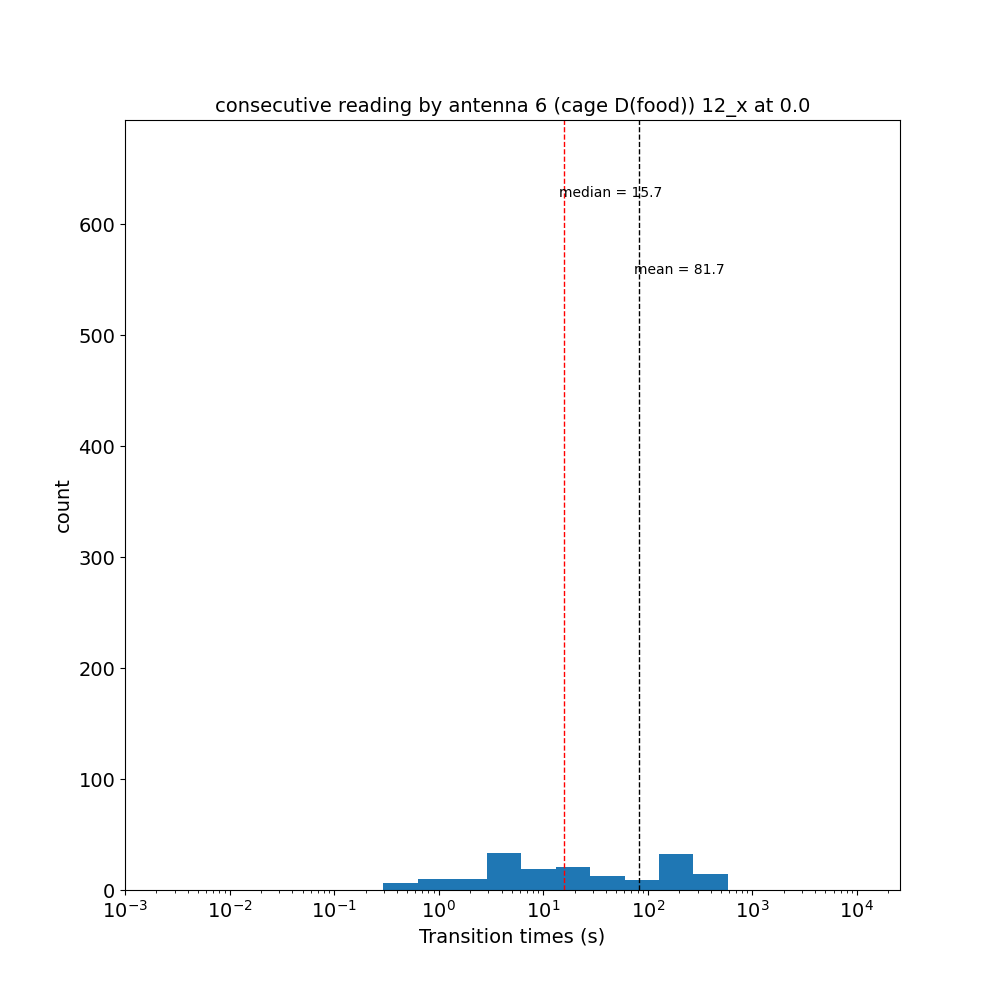 consecutive reading by antenna 6 (cage D(food)) 12_x at 0.0
median = 15.7
mean = 81.7
600
500
400
300
200
100
0
count
10⁻³ 10⁻² 10⁻¹ 10⁰ 10¹ 10² 10³ 10⁴
Transition times (s)